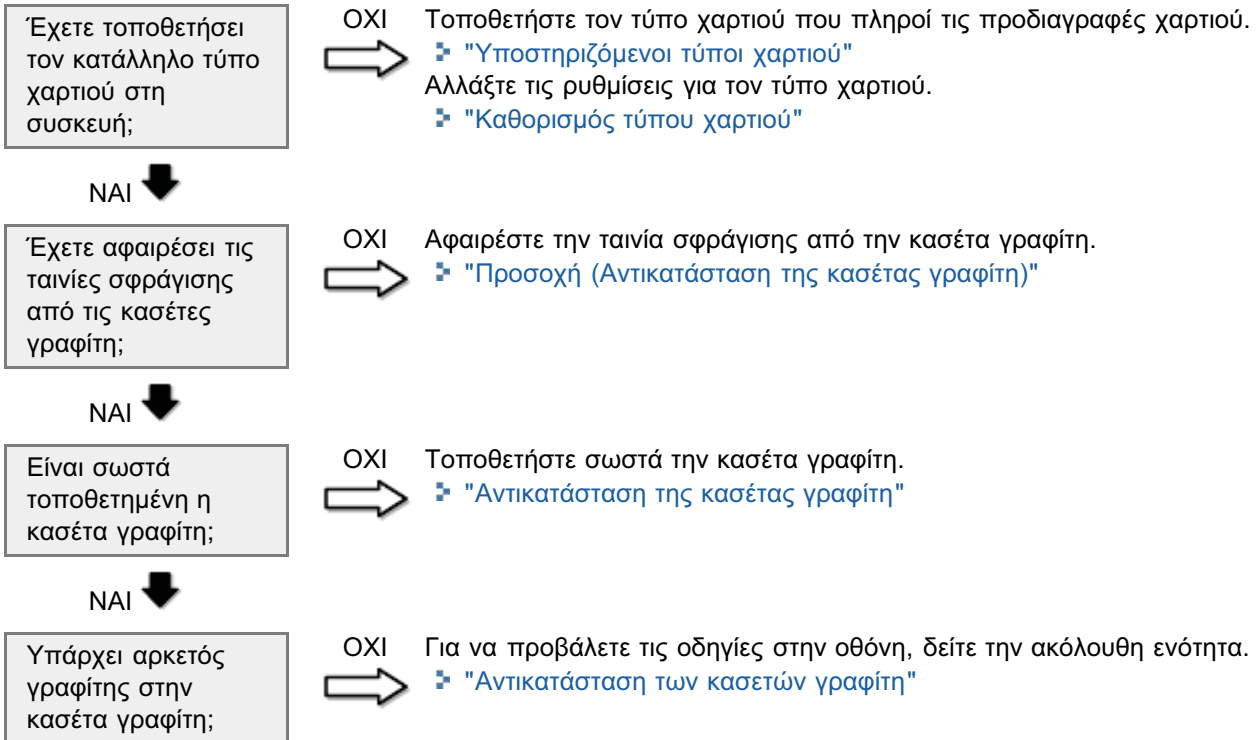 Έχετε τοποθετήσει
τον κατάλληλο τύπο
χαρτιού στη
συσκευή;
ΟΧΙ
Τοποθετήστε τον τύπο χαρτιού που πληροί τις προδιαγραφές χαρτιού.
"Υποστηριζόμενοι τύποι χαρτιού"
Αλλάξτε τις ρυθμίσεις για τον τύπο χαρτιού.
"Καθορισμός τύπου χαρτιού"
ΝΑΙ
Έχετε αφαιρέσει τις
ταινίες σφράγισης
από τις κασέτες
γραφίτη;
ΟΧΙ
Αφαιρέστε την ταινία σφράγισης από την κασέτα γραφίτη.
"Προσοχή (Αντικατάσταση της κασέτας γραφίτη)"
ΝΑΙ
Είναι σωστά
τοποθετημένη η
κασέτα γραφίτη;
ΟΧΙ
Τοποθετήστε σωστά την κασέτα γραφίτη.
"Αντικατάσταση της κασέτας γραφίτη"
ΝΑΙ
Υπάρχει αρκετός
γραφίτης στην
κασέτα γραφίτη;
ΟΧΙ
Για να προβάλετε τις οδηγίες στην οθόνη, δείτε την ακόλουθη ενότητα.
"Αντικατάσταση των κασετών γραφίτη"